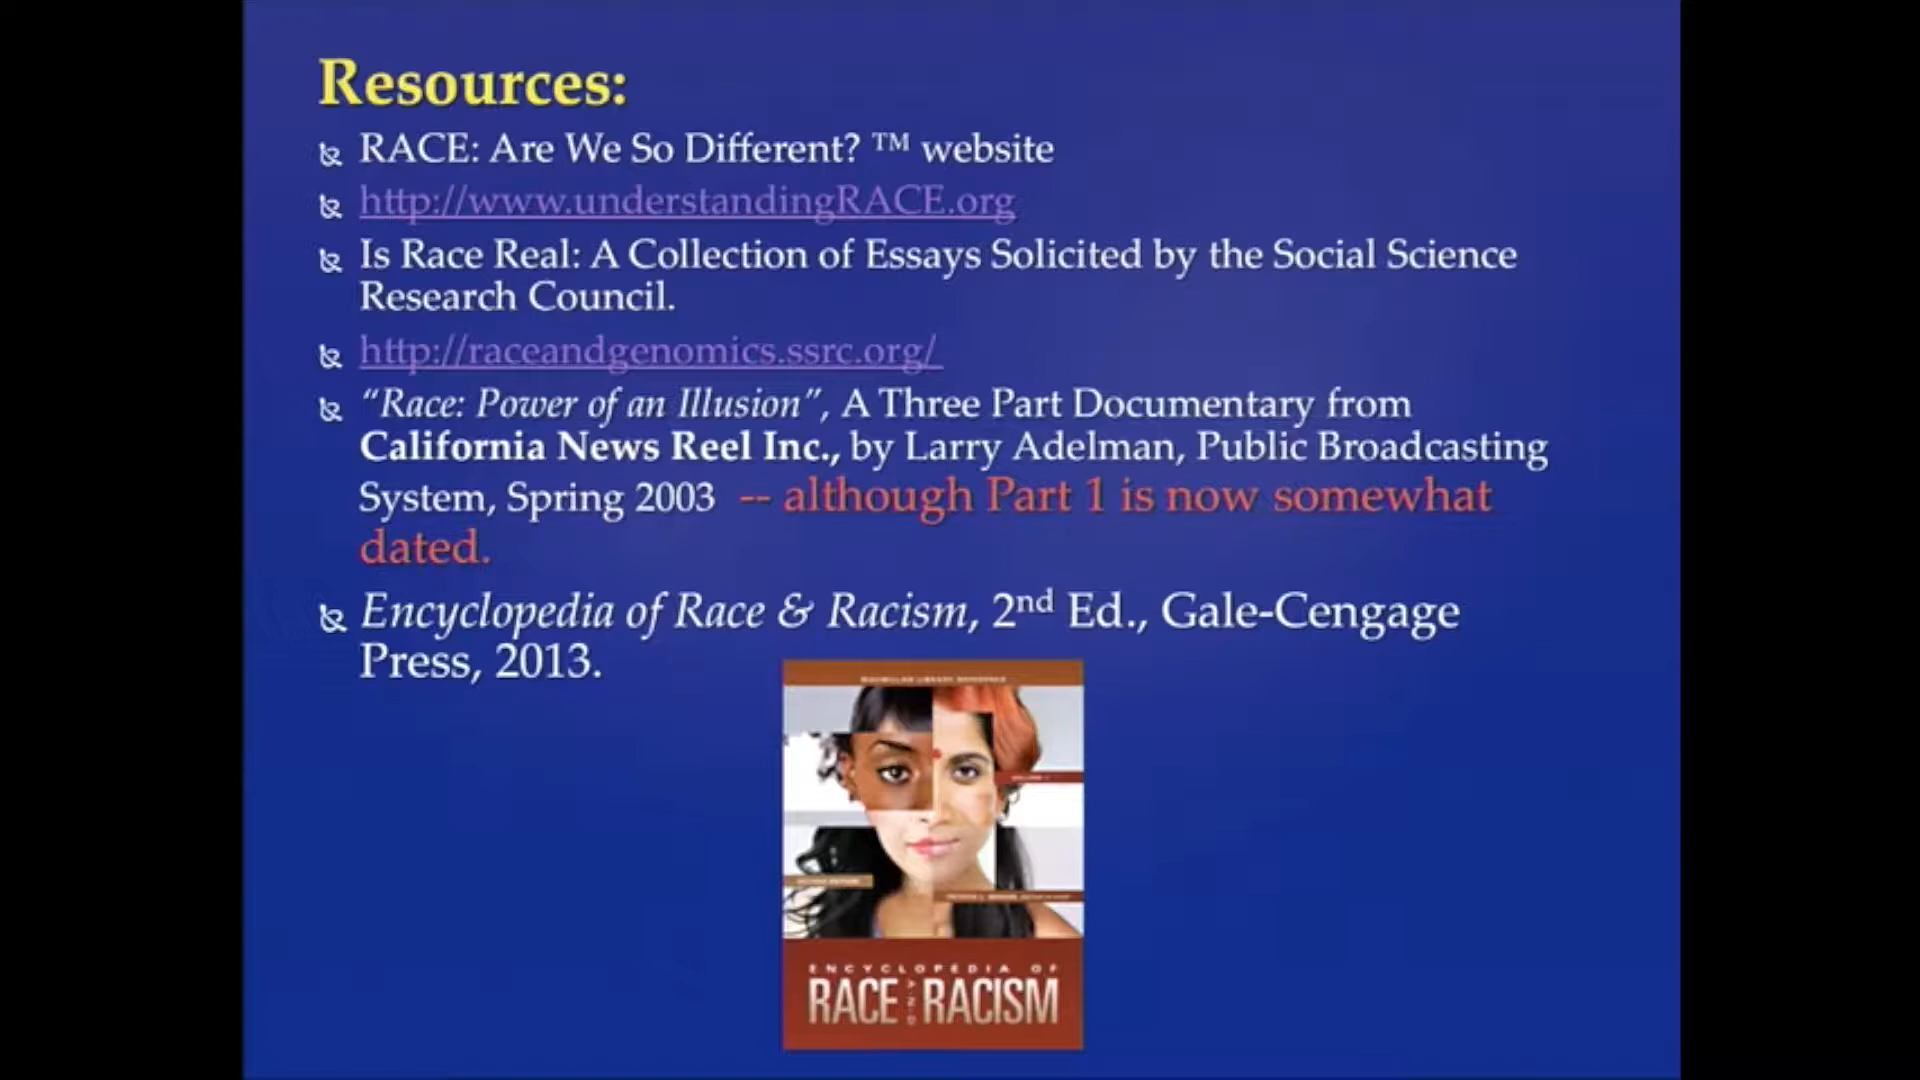 Resources:
RACE: Are We So Different? ™ website
http://www.understandingRACE.org
Is Race Real: A Collection of Essays Solicited by the Social Science
Research Council.
http://raceandgenomics.ssrc.org/
“Race: Power of an Illusion”, A Three Part Documentary from
California News Reel Inc., by Larry Adelman, Public Broadcasting
System, Spring 2003 -- although Part 1 is now somewhat
dated.
Encyclopedia of Race & Racism, 2nd Ed., Gale-Cengage
Press, 2013.
MACMILLAN LIBRARY REFERENCE
ENCYCLOPEDIA OF
RACE AND RACISM